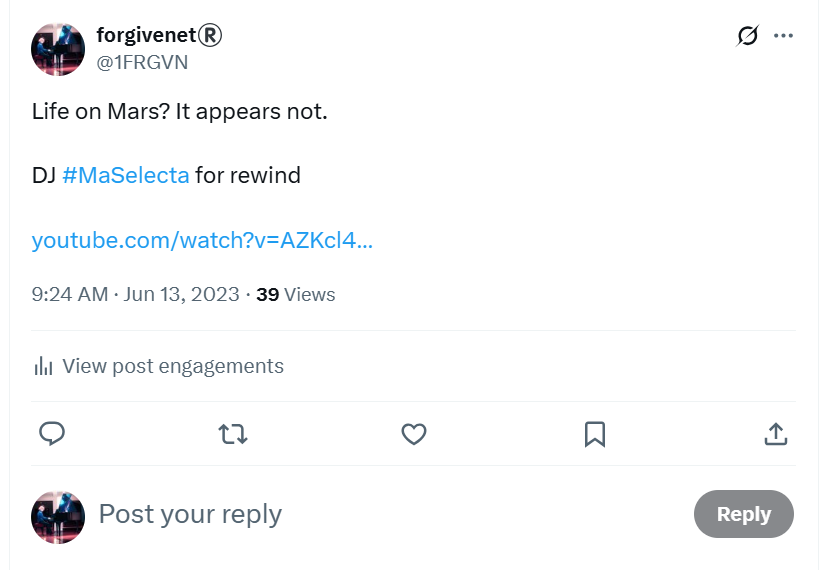 forgivenet®
@1FRGVN
Life on Mars? It appears not.
DJ #MaSelecta for rewind
youtube.com/watch?v=AZKcl4...
9:24 AM · Jun 13, 2023 · 39 Views
View post engagements
Post your reply
Reply